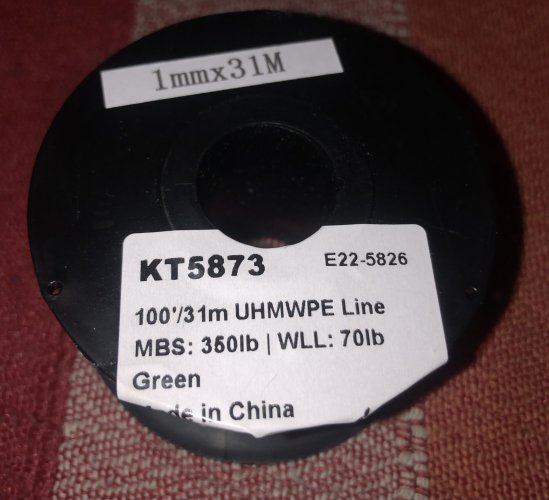 1mmx31M
KT5873 E22-5826
100'/31m UHMWPE Line
MBS: 350lb | WLL: 70lb
Green
in China